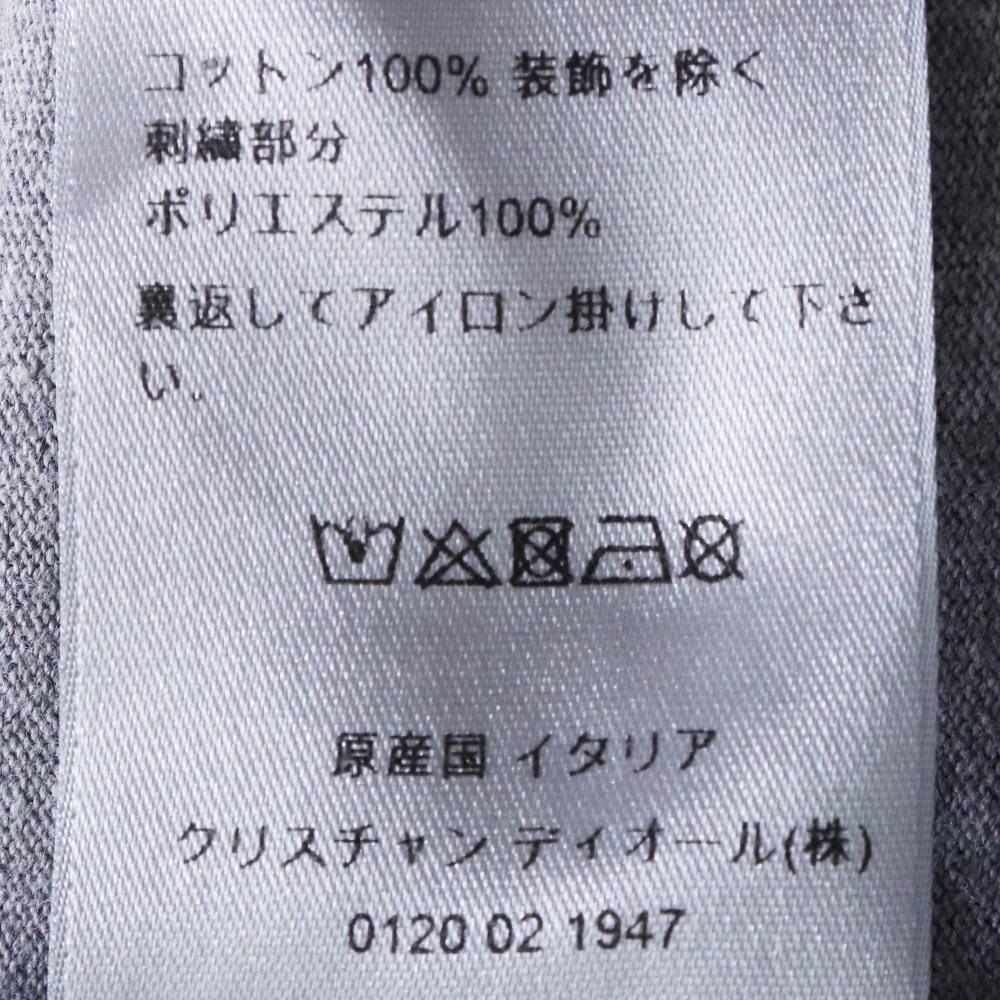 コットン100% 装飾を除く
刺繍部分
ポリエステル100%
裏返してアイロン掛けして下さ
い。
原産国 イタリア
クリスチャン ディオール(株)
0120 02 1947